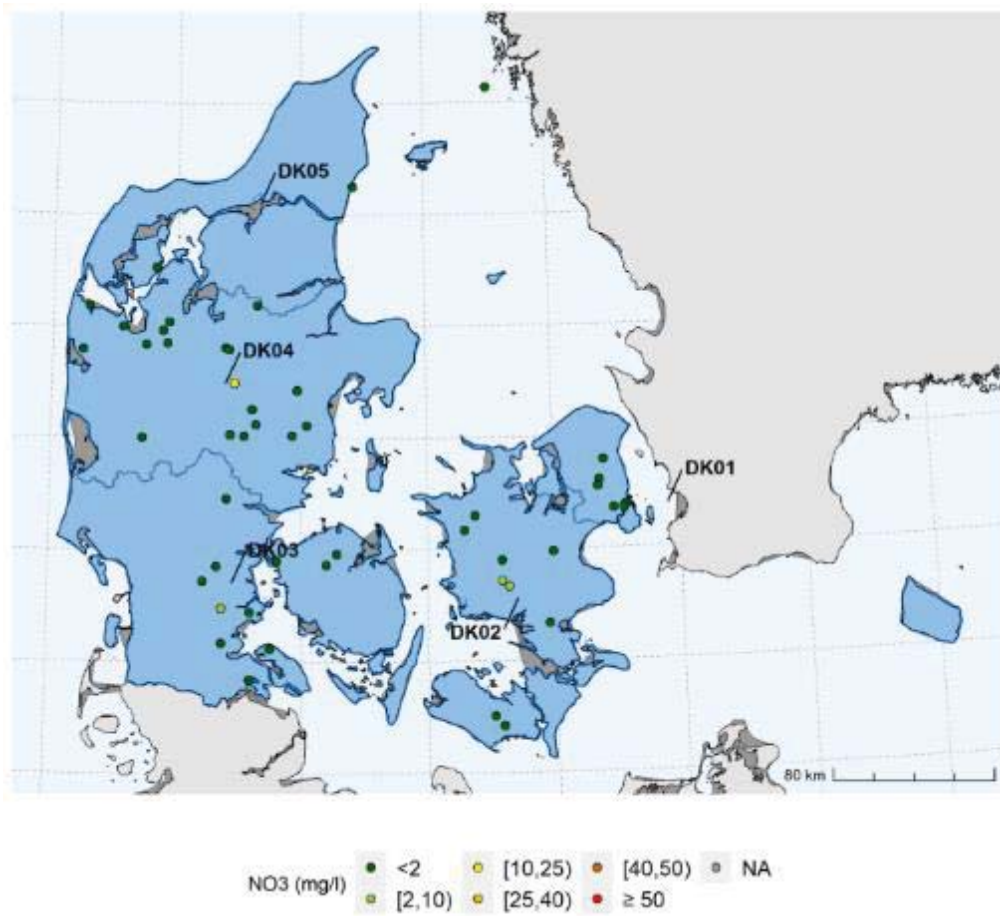 DK05
DK04
DK01
DK03
DK02
80 km
NO3 (mg/l)
<2
[10,25)
[40,50)
NA
[2,10)
[25,40)
≥ 50